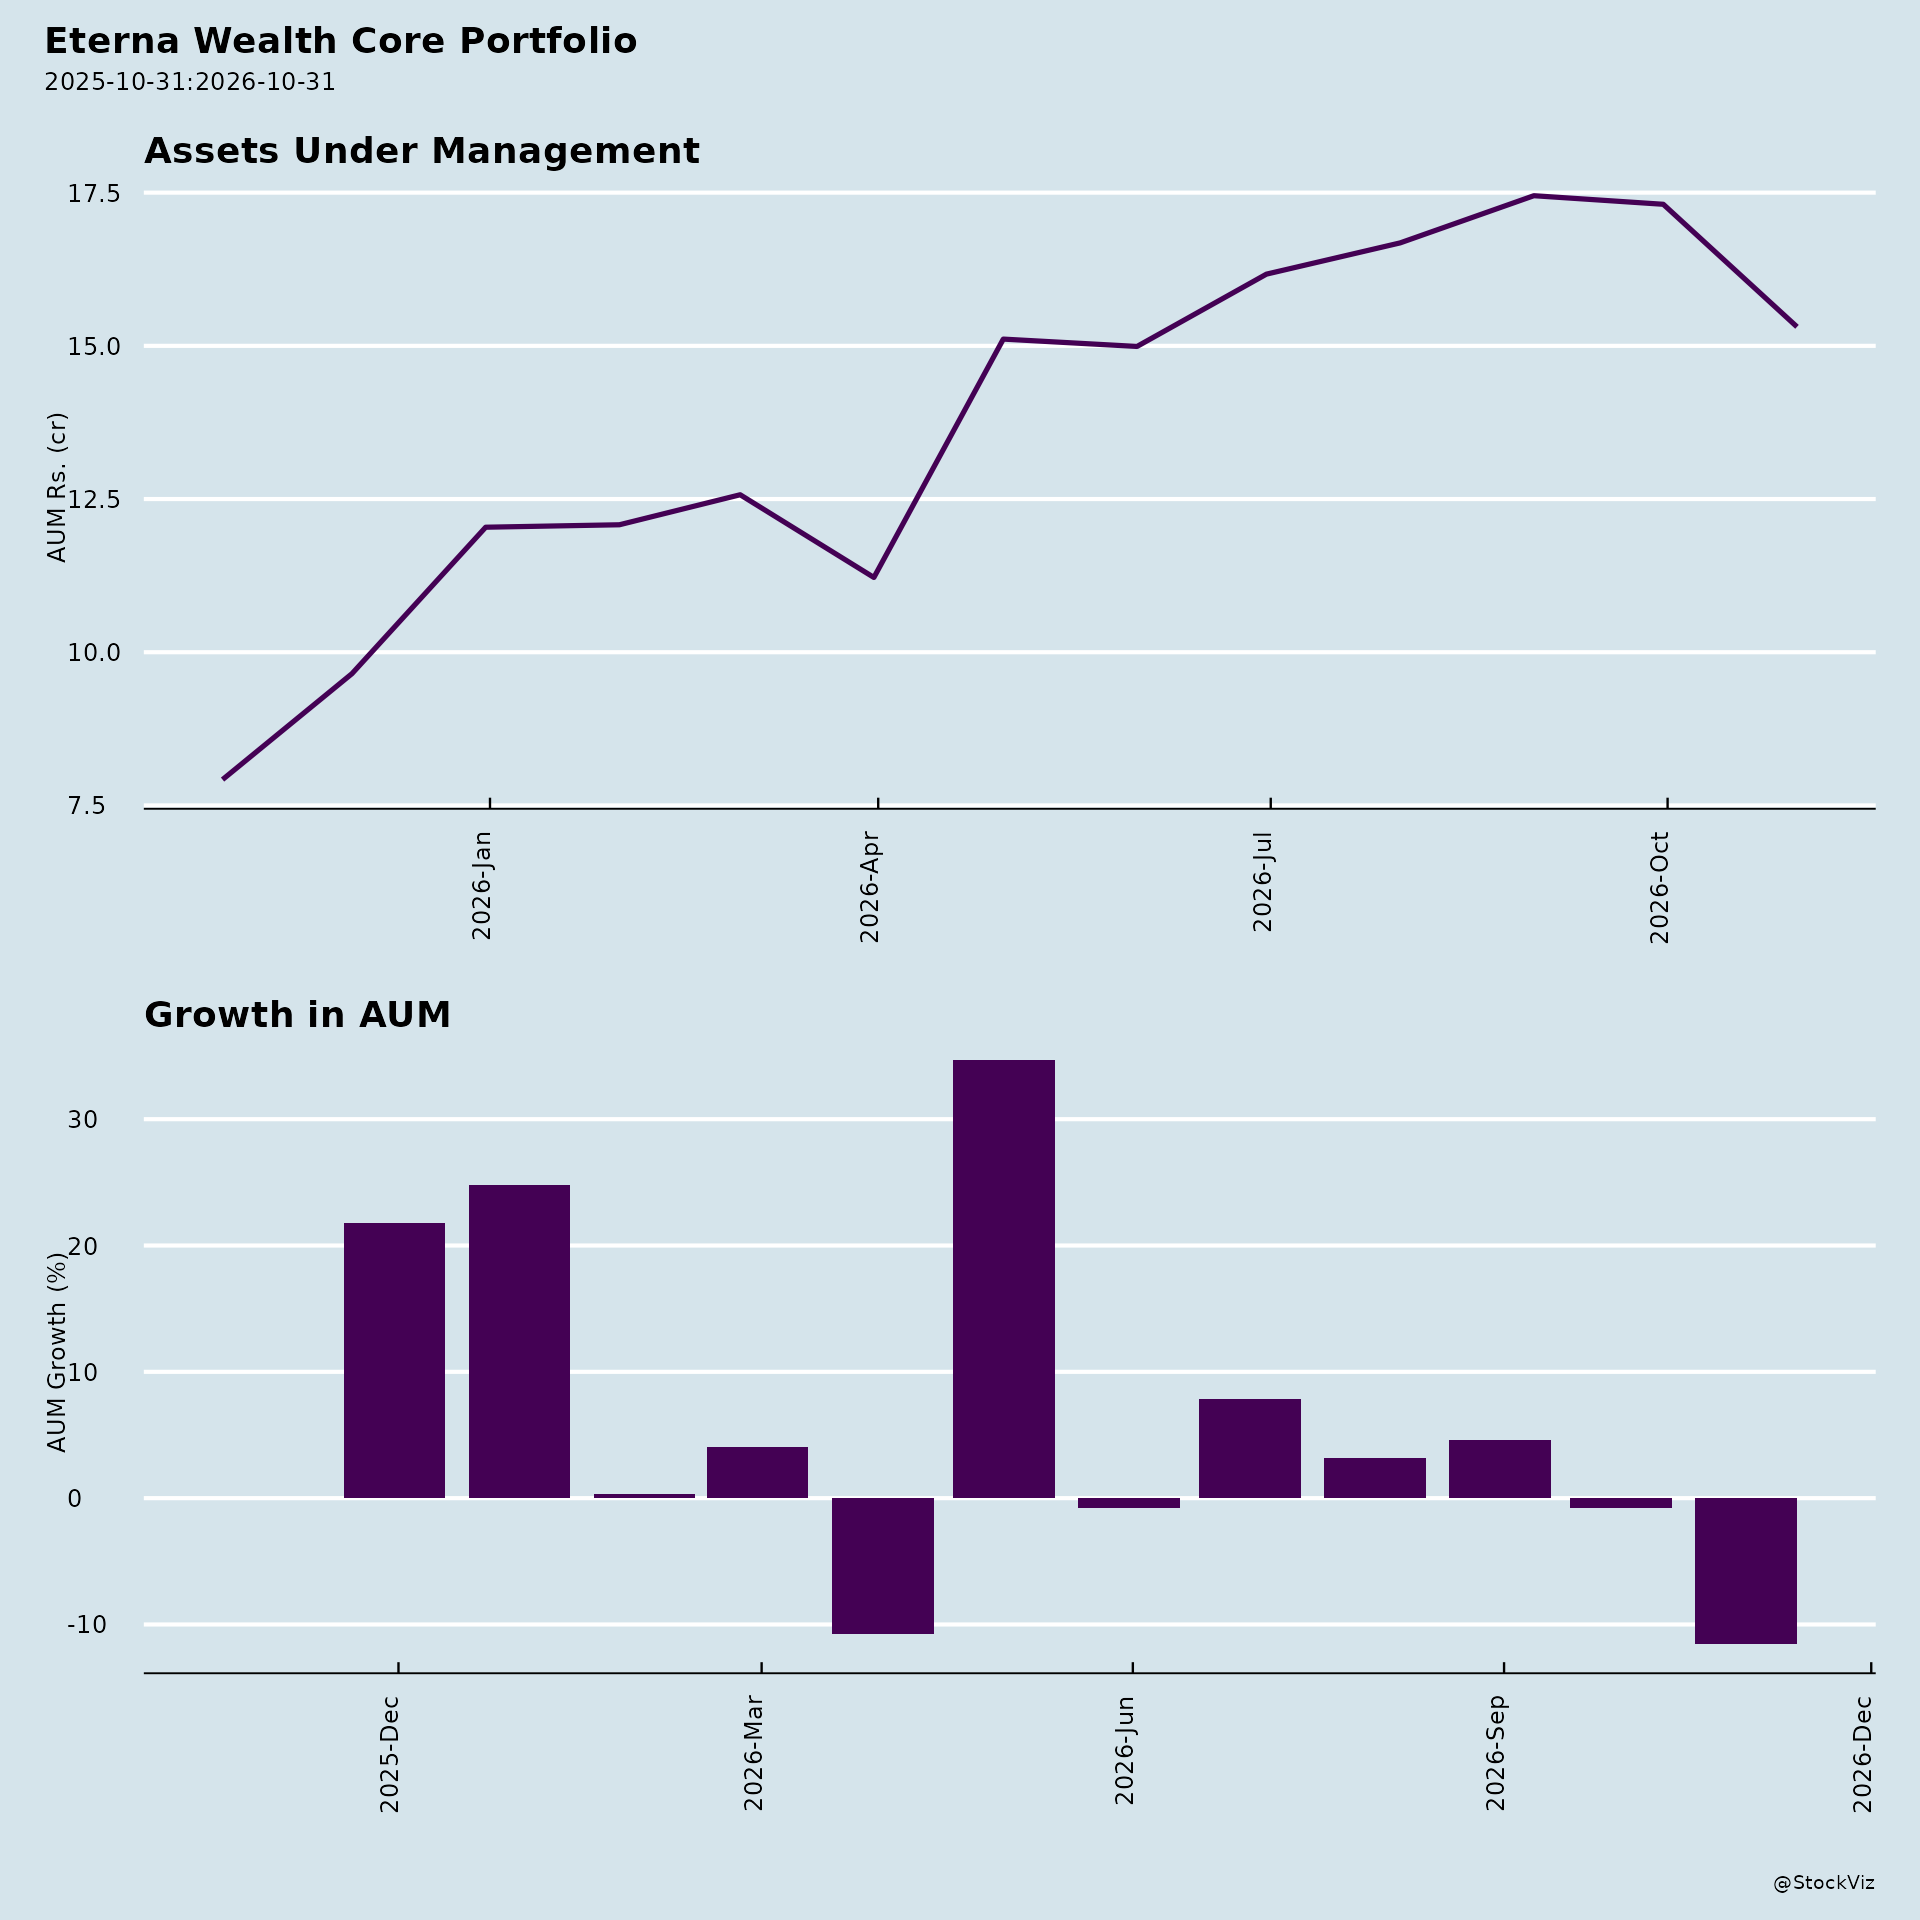 Eterna Wealth Core Portfolio
2025-10-31:2026-10-31
Assets Under Management
AUM Rs. (cr)
17.5
15.0
12.5
10.0
7.5
2026-Jan
2026-Apr
2026-Jul
2026-Oct
Growth in AUM
AUM Growth (%)
30
20
10
0
-10
2025-Dec
2026-Mar
2026-Jun
2026-Sep
2026-Dec
@StockViz